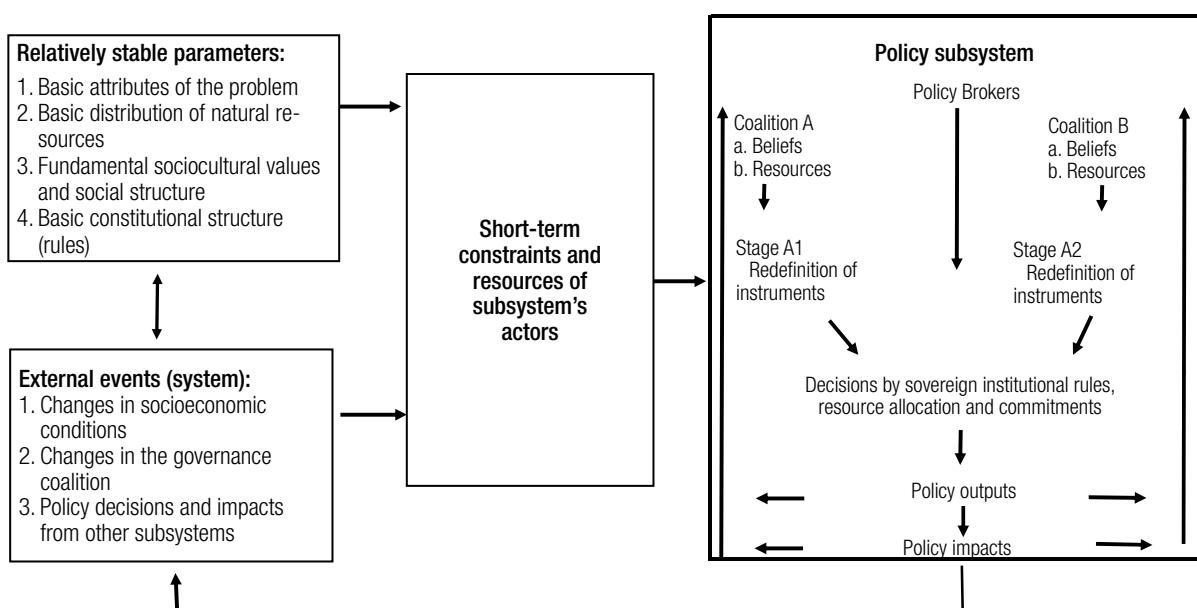 Relatively stable parameters:
1. Basic attributes of the problem
2. Basic distribution of natural re-
sources
3. Fundamental sociocultural values
and social structure
4. Basic constitutional structure
(rules)
External events (system):
1. Changes in socioeconomic
conditions
2. Changes in the governance
coalition
3. Policy decisions and impacts
from other subsystems
Short-term
constraints and
resources of
subsystem’s
actors
Policy subsystem
Policy Brokers
Coalition A
a. Beliefs
b. Resources
Coalition B
a. Beliefs
b. Resources
Stage A1
Redefinition of
instruments
Stage A2
Redefinition of
instruments
Decisions by sovereign institutional rules,
resource allocation and commitments
Policy outputs
Policy impacts